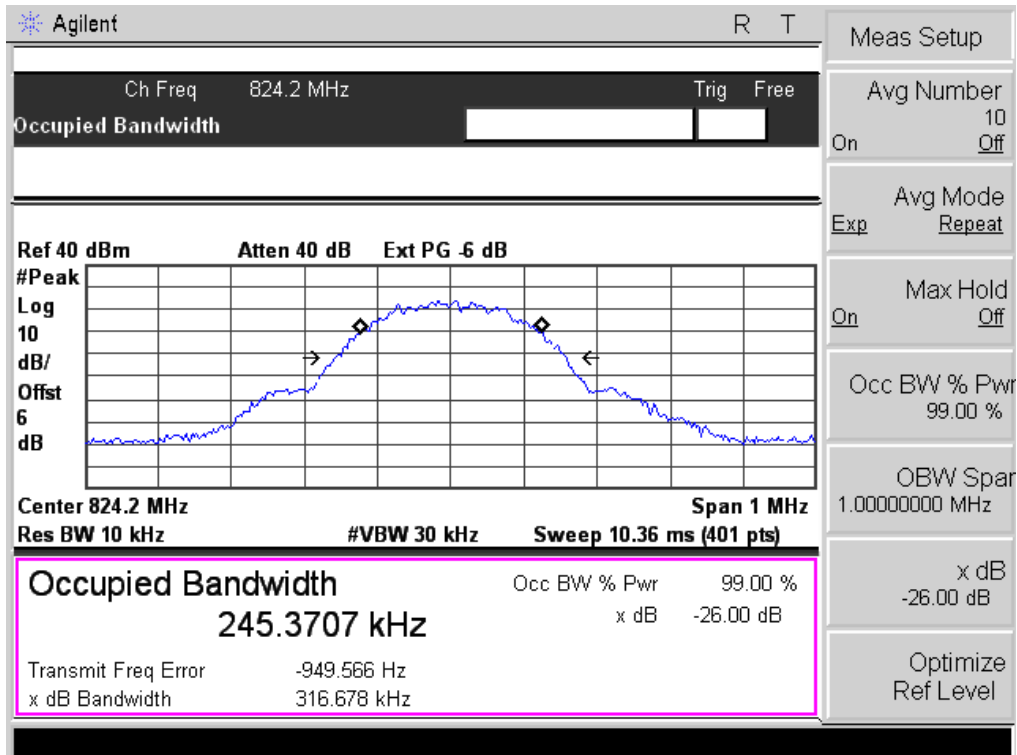 Agilent
R T
Ch Freq 824.2 MHz Trig Free
Occupied Bandwidth
Ref 40 dBm Atten 40 dB Ext PG -6 dB
#Peak
Log
10
dB/
Offst
6
dB
Center 824.2 MHz Span 1 MHz
Res BW 10 kHz #VBW 30 kHz Sweep 10.36 ms (401 pts)
Occupied Bandwidth
245.3707 kHz
Occ BW % Pwr 99.00 %
x dB -26.00 dB
Transmit Freq Error -949.566 Hz
x dB Bandwidth 316.678 kHz
Meas Setup
Avg Number
10
On Off
Avg Mode
Exp Repeat
Max Hold
On Off
Occ BW % Pwr
99.00 %
OBW Span
1.00000000 MHz
x dB
-26.00 dB
Optimize
Ref Level